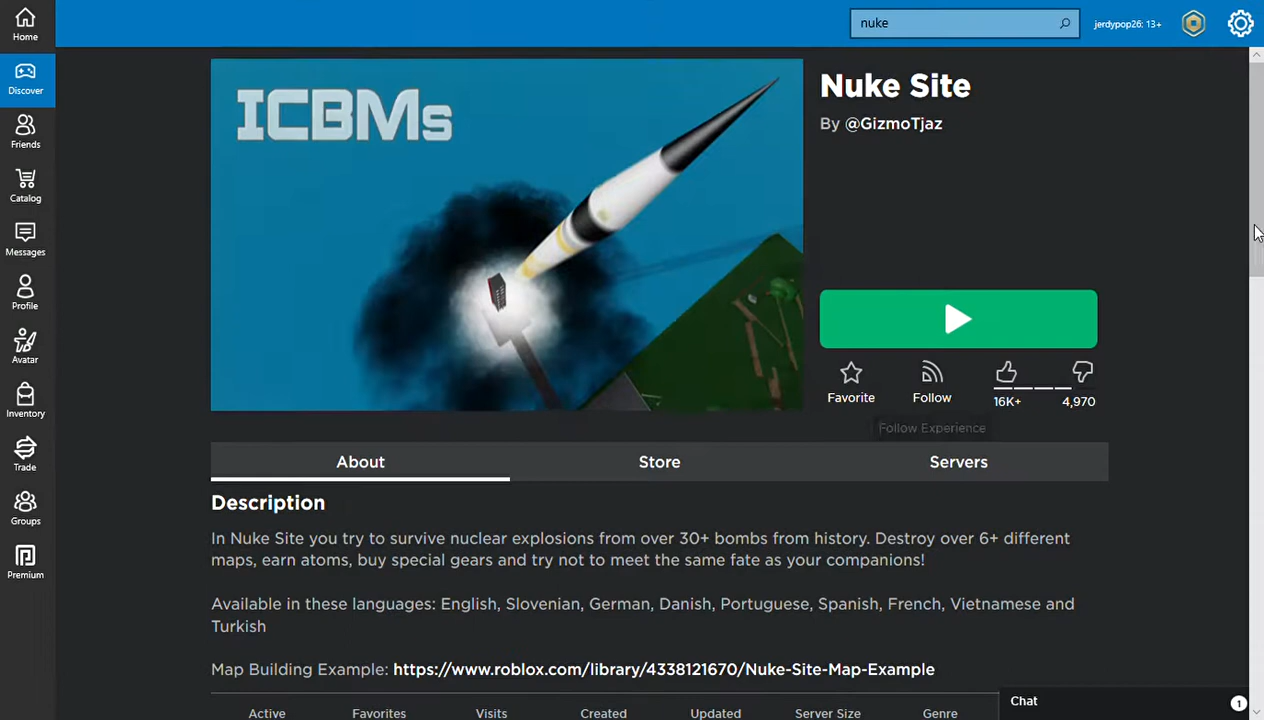 Home
nuke
jerdypop26: 13+
Discover
Friends
Catalog
Messages
Profile
Avatar
Inventory
Trade
Groups
Premium
ICBMs
Nuke Site
By @GizmoTjaz
Favorite
Follow
16K+
4,970
Follow Experience
About
Store
Servers
Description
In Nuke Site you try to survive nuclear explosions from over 30+ bombs from history. Destroy over 6+ different
maps, earn atoms, buy special gears and try not to meet the same fate as your companions!
Available in these languages: English, Slovenian, German, Danish, Portuguese, Spanish, French, Vietnamese and
Turkish
Map Building Example: https://www.roblox.com/library/4338121670/Nuke-Site-Map-Example
Active
Favorites
Visits
Created
Updated
Server Size
Genre
Chat
1